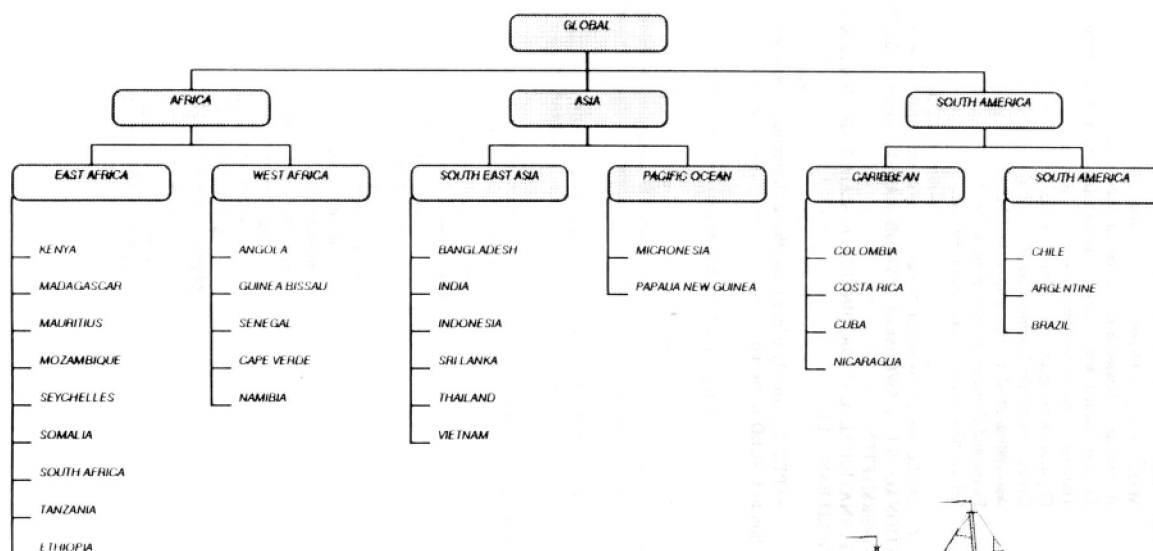 GLOBAL
AFRICA
ASIA
SOUTH AMERICA
EAST AFRICA
WEST AFRICA
SOUTH EAST ASIA
PACIFIC OCEAN
CARIBBEAN
SOUTH AMERICA
KENYA
MADAGASCAR
MAURITIUS
MOZAMBIQUE
SEYCHELLES
SOMALIA
SOUTH AFRICA
TANZANIA
ETHIOPIA
ANGOLA
GUINEA BISSAU
SENEGAL
CAPE VERDE
NAMIBIA
BANGLADESH
INDIA
INDONESIA
SRI LANKA
THAILAND
VIETNAM
MICRONESIA
PAPAUA NEW GUINEA
COLOMBIA
COSTA RICA
CUBA
NICARAGUA
CHILE
ARGENTINE
BRAZIL